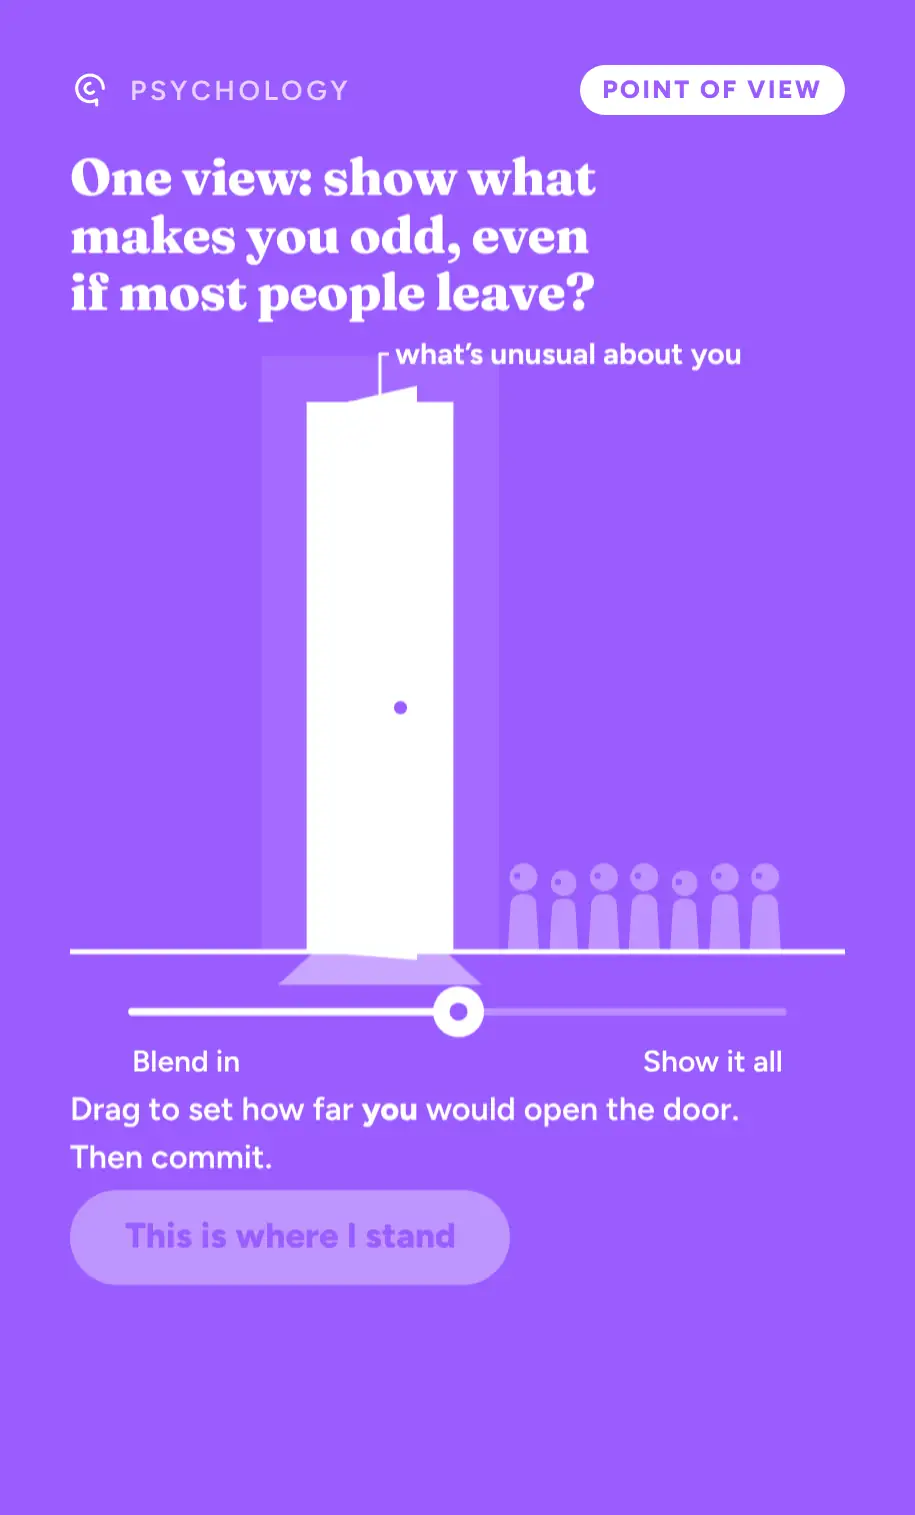 PSYCHOLOGY
POINT OF VIEW
One view: show what
makes you odd, even
if most people leave?
what's unusual about you
Blend in
Show it all
Drag to set how far you would open the door.
Then commit.
This is where I stand